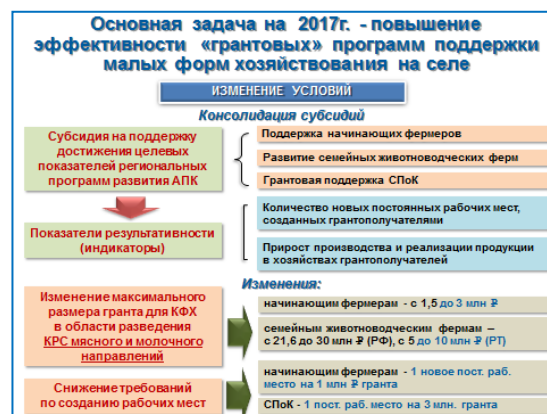 Основная задача на 2017г. - повышение
эффективности «грантовых» программ поддержки
малых форм хозяйствования на селе
ИЗМЕНЕНИЕ УСЛОВИЙ
Консолидация субсидий
Субсидия на поддержку
достижения целевых
показателей региональных
программ развития АПК
Поддержка начинающих фермеров
Развитие семейных животноводческих ферм
Грантовая поддержка СПоК
Показатели результативности
(индикаторы)
Количество новых постоянных рабочих мест,
созданных грантополучателями
Прирост производства и реализации продукции
в хозяйствах грантополучателей
Изменения:
Изменение максимального
размера гранта для КФХ
в области разведения
КРС мясного и молочного
направлений
начинающим фермерам - с 1,5 до 3 млн ₽
семейным животноводческим фермам –
с 21,6 до 30 млн ₽ (РФ), с 5 до 10 млн ₽ (РТ)
Снижение требований
по созданию рабочих мест
начинающим фермерам - 1 новое пост. раб.
место на 1 млн ₽ гранта
СПоК - 1 пост. раб. место на 3 млн. гранта